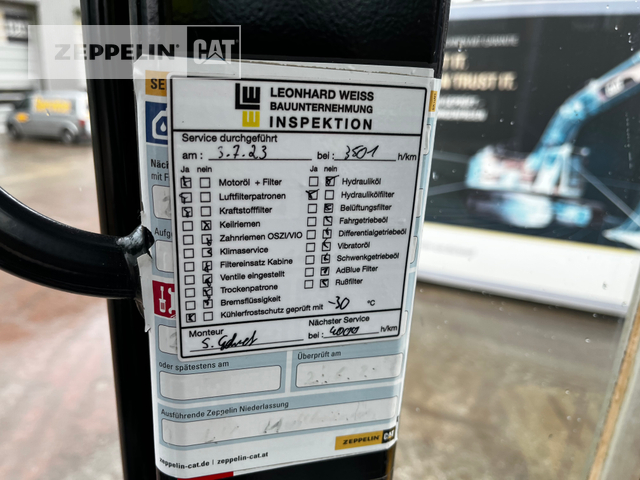 ZEPPELIN CAT
SE
LEONHARD WEISS
BAUUNTERNEHMUNG
INSPEKTION
Service durchgeführt
am: 3.7.23 bei: 3501 h/km
Ja nein Ja nein
Motoröl + Filter Hydrauliköl
Luftfilterpatronen Hydraulikölfilter
Kraftstofffilter Belüftungsfilter
Keilriemen Fahrgetriebeöl
Zahnriemen OSZI/VIO Differentialgetriebeöl
Klimaservice Vibratoröl
Filtereinsatz Kabine Schwenkgetriebeöl
Ventile eingestellt AdBlue Filter
Trockenpatrone Rußfilter
Bremsflüssigkeit
Kühlerfrostschutz geprüft mit -30 °C
Monteur Nächster Service
bei: 4000 h/km
oder spätestens am Überprüft am
Ausführende Zeppelin Niederlassung
ZEPPELIN CAT
zeppelin-cat.de | zeppelin-cat.at